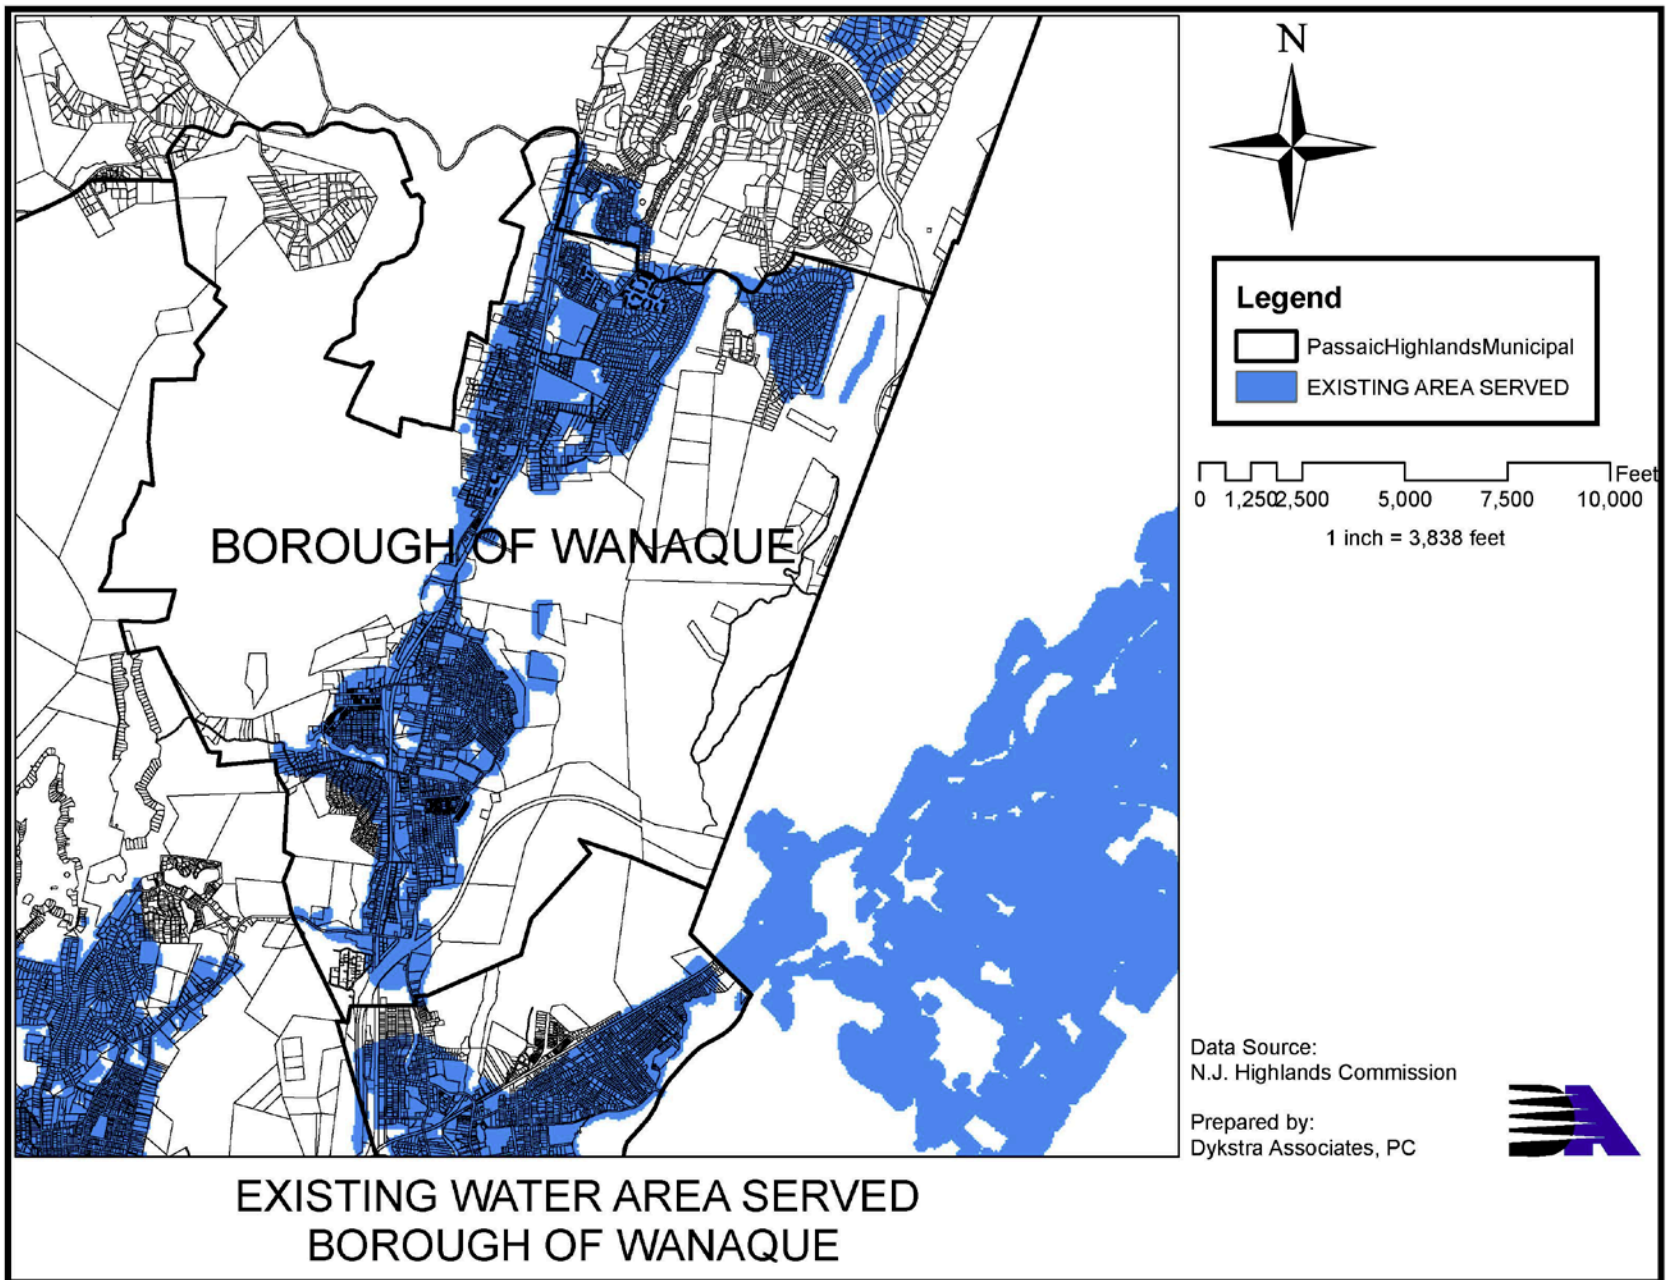 N
Legend
PassaicHighlandsMunicipal
EXISTING AREA SERVED
Feet
0 1,250 2,500 5,000 7,500 10,000
1 inch = 3,838 feet
BOROUGH OF WANAQUE
Data Source:
N.J. Highlands Commission
Prepared by:
Dykstra Associates, PC
DA
EXISTING WATER AREA SERVED
BOROUGH OF WANAQUE